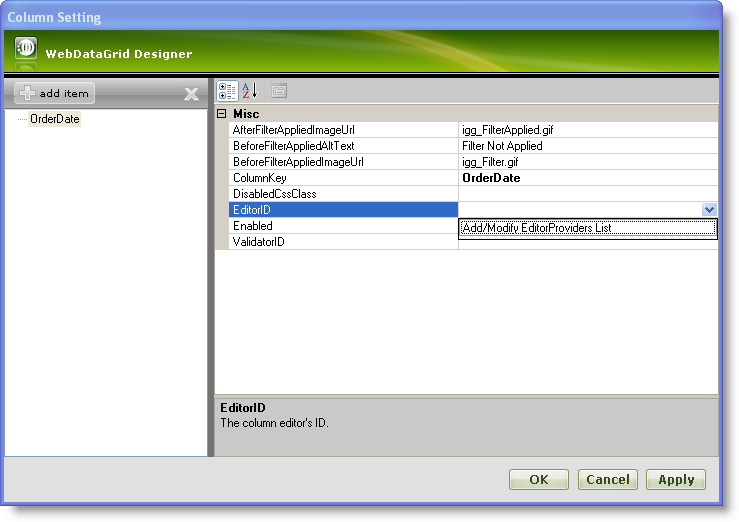 Column Setting
WebDataGrid Designer
add item
OrderDate
Misc
AfterFilterAppliedImageUrl igg_FilterApplied.gif
BeforeFilterAppliedAltText Filter Not Applied
BeforeFilterAppliedImageUrl igg_Filter.gif
ColumnKey OrderDate
DisabledCssClass
EditorID
Enabled
Add/Modify EditorProviders List
ValidatorID
EditorID
The column editor's ID.
OK Cancel Apply